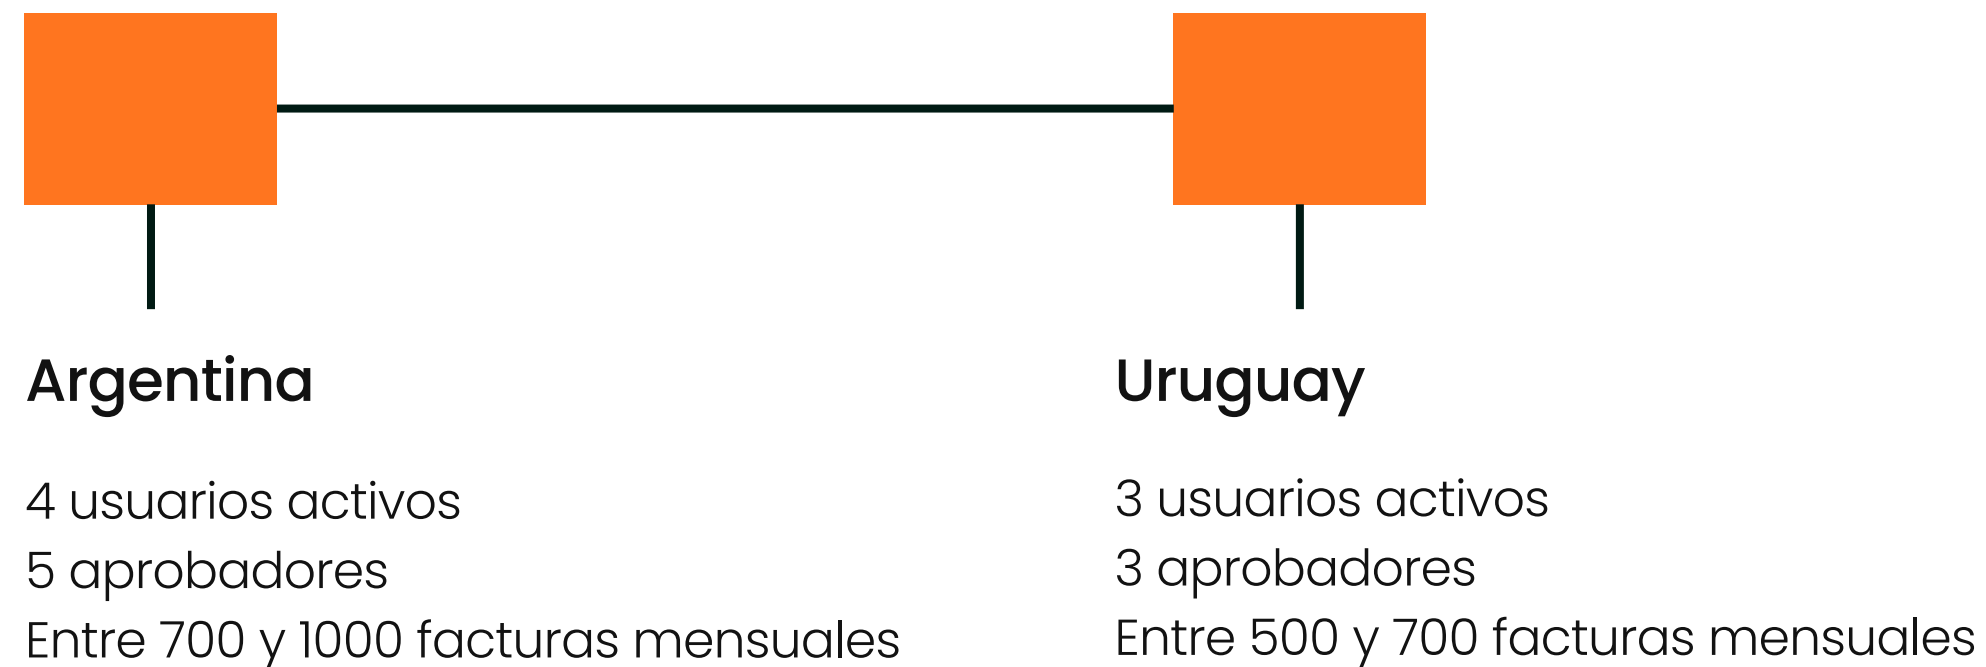 Argentina
4 usuarios activos
5 aprobadores
Entre 700 y 1000 facturas mensuales
Uruguay
3 usuarios activos
3 aprobadores
Entre 500 y 700 facturas mensuales